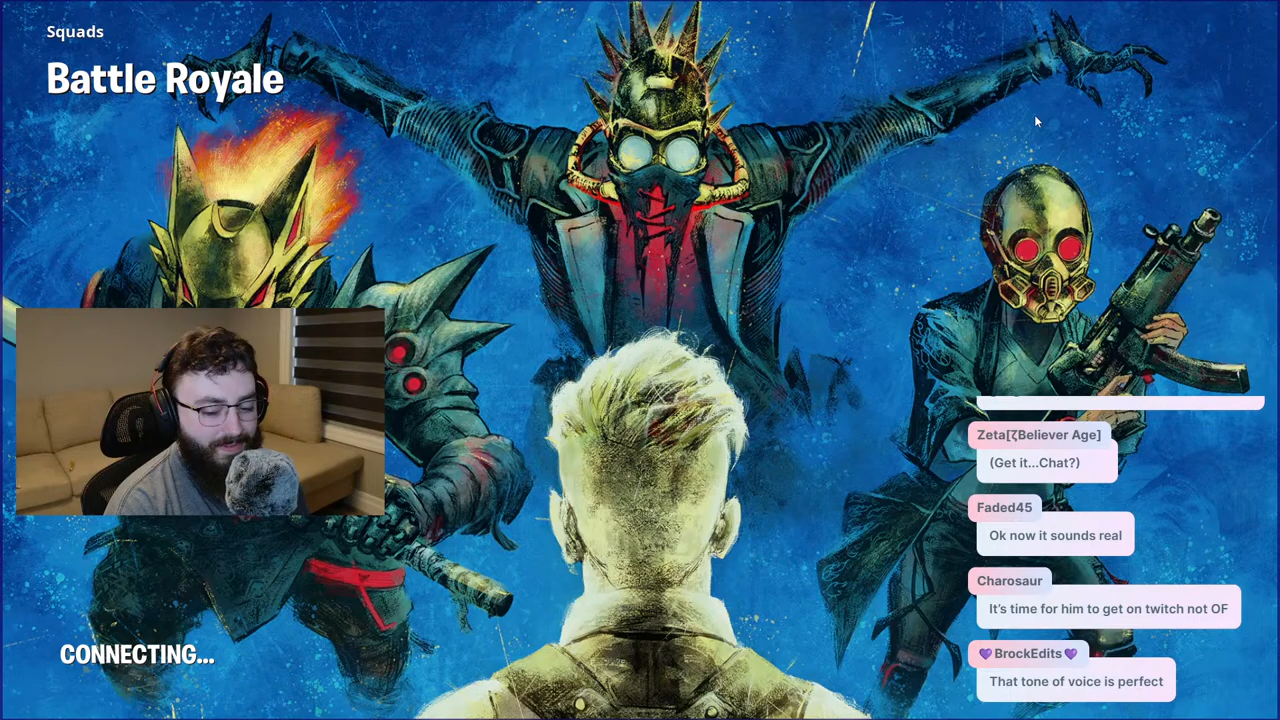 Squads
Battle Royale
Zeta[ζBeliever Age]
(Get it...Chat?)
Faded45
Ok now it sounds real
Charosaur
It's time for him to get on twitch not OF
💜BrockEdits💜
That tone of voice is perfect
CONNECTING...